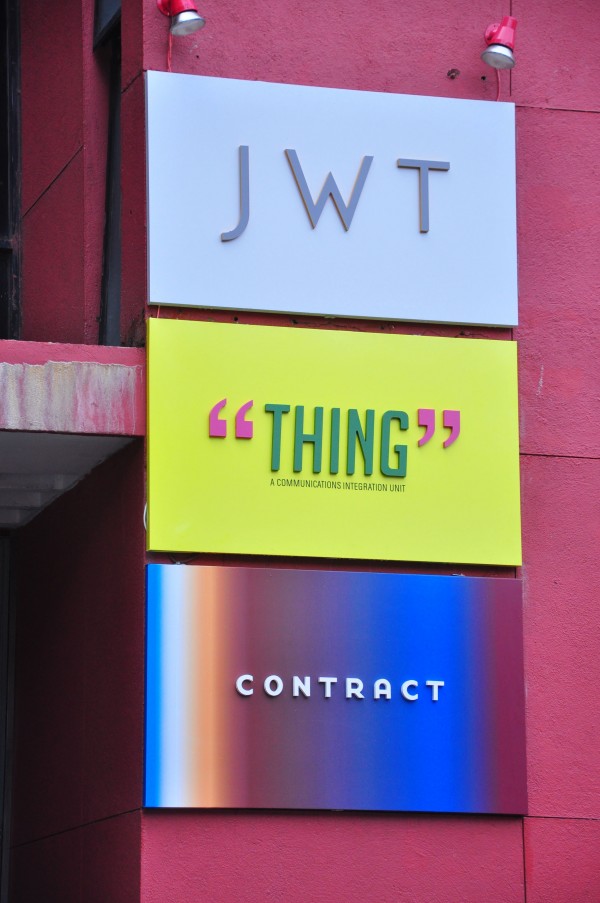 JWT
“THING”
A COMMUNICATIONS INTEGRATION UNIT
CONTRACT